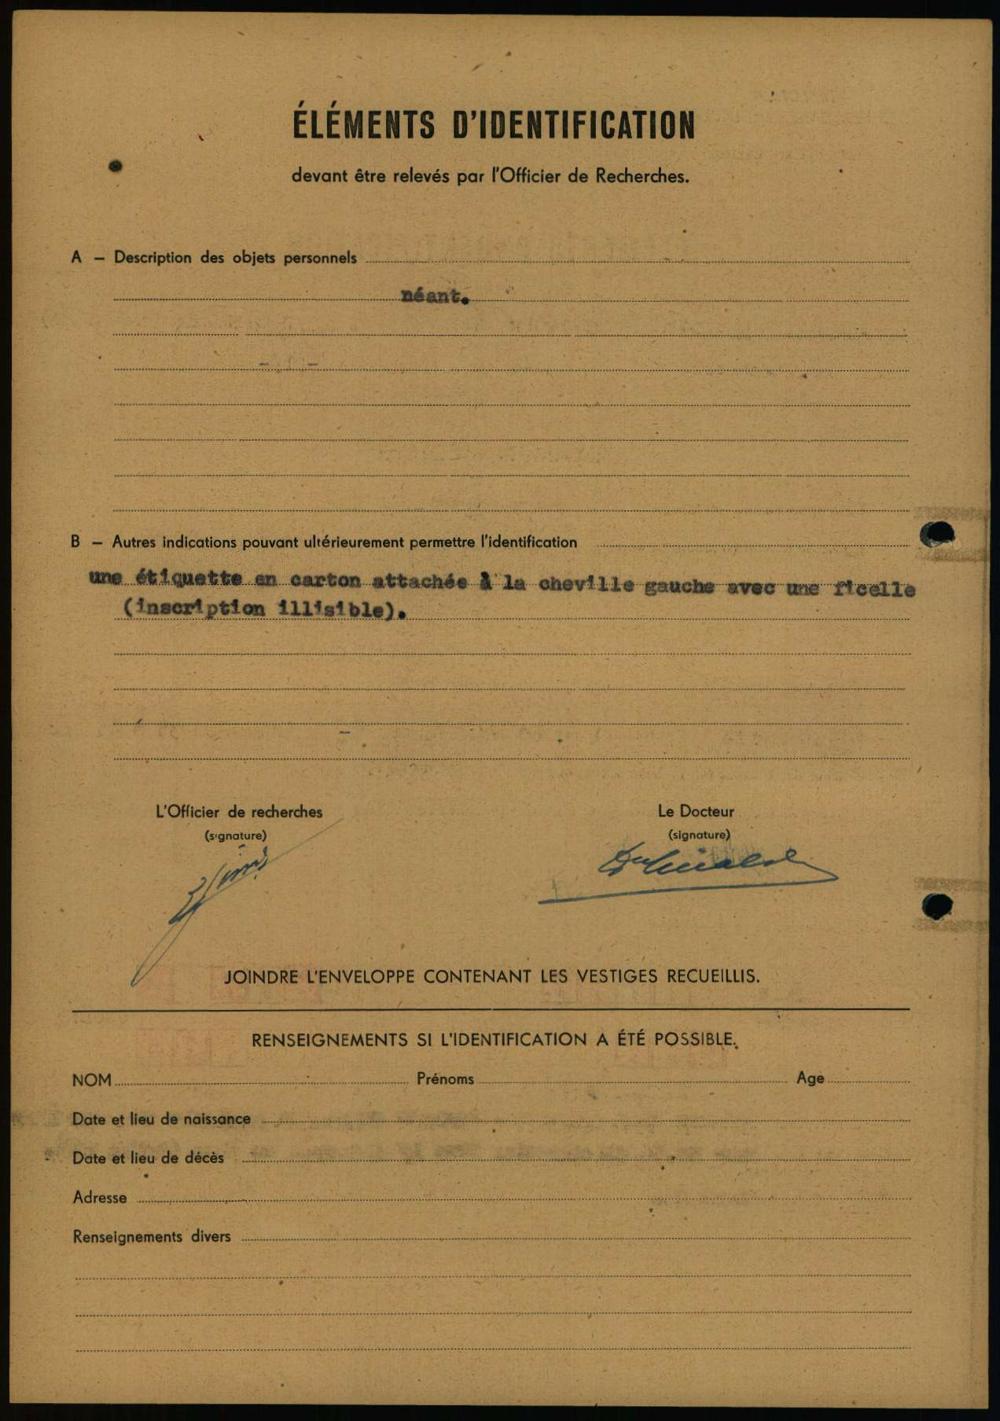 ÉLÉMENTS D'IDENTIFICATION
devant être relevés par l'Officier de Recherches.
A – Description des objets personnels
néant.
B – Autres indications pouvant ultérieurement permettre l'identification
une étiquette en carton attachée à la cheville gauche avec une ficelle
(inscription illisible).
L'Officier de recherches
(signature)
Le Docteur
(signature)
JOINDRE L'ENVELOPPE CONTENANT LES VESTIGES RECUEILLIS.
RENSEIGNEMENTS SI L'IDENTIFICATION A ÉTÉ POSSIBLE.
NOM Prénoms Age
Date et lieu de naissance
Date et lieu de décès
Adresse
Renseignements divers